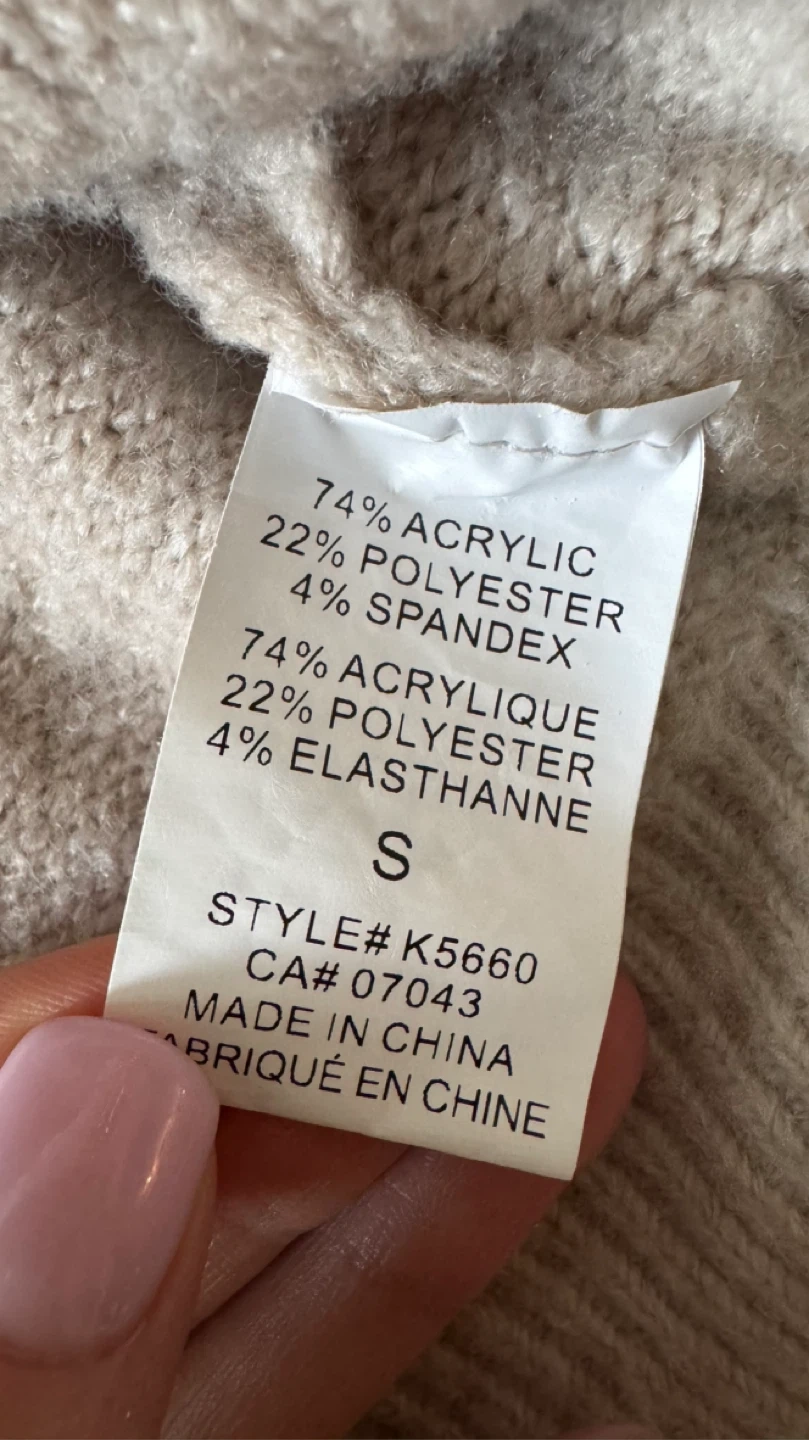 74% ACRYLIC
22% POLYESTER
4% SPANDEX
74% ACRYLIQUE
22% POLYESTER
4% ELASTHANNE
S
STYLE# K5660
CA# 07043
MADE IN CHINA
FABRIQUÉ EN CHINE